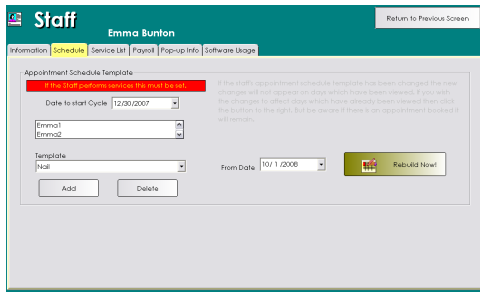 Staff
Return to Previous Screen
Emma Bunton
Information Schedule Service List Payroll Pop-up Info Software Usage
Appointment Schedule Template
If the Staff performs services this must be set.
If the staff's appointment schedule template has been changed the new
changes will not appear on days which have been viewed. If you wish
the changes to affect days which have already been viewed then click
the button to the right. But be aware if there is an appointment booked it
will remain.
Date to start Cycle 12/30/2007
Emma1
Emma2
Template
Nail
From Date 10/ 1 /2008
Rebuild Now!
Add Delete